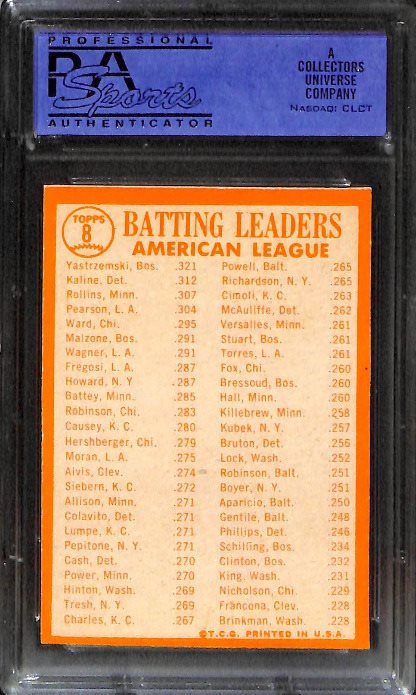 PROFESSIONAL
PSA
Sports
AUTHENTICATOR
A
COLLECTORS
UNIVERSE
COMPANY
NASDAQ: CLCT
TOPPS
8
BATTING LEADERS
AMERICAN LEAGUE
Yastrzemski, Bos. .321
Kaline, Det. .312
Rollins, Minn. .307
Pearson, L. A. .304
Ward, Chi. .295
Malzone, Bos. .291
Wagner, L. A. .291
Fregosi, L. A. .287
Howard, N. Y .287
Battey, Minn. .285
Robinson, Chi. .283
Causey, K. C. .280
Hershberger, Chi. .279
Moran, L. A. .275
Alvis, Clev. .274
Siebern, K. C. .272
Allison, Minn. .271
Colavito, Det. .271
Lumpe, K. C. .271
Pepitone, N. Y. .271
Cash, Det. .270
Power, Minn. .270
Hinton, Wash. .269
Tresh, N. Y. .269
Charles, K. C. .267
Powell, Balt. .265
Richardson, N. Y. .265
Cimoli, K. C. .263
McAuliffe, Det. .262
Versalles, Minn. .261
Stuart, Bos. .261
Torres, L. A. .261
Fox, Chi. .260
Bressoud, Bos. .260
Hall, Minn. .260
Killebrew, Minn. .258
Kubek, N. Y. .257
Bruton, Det. .256
Lock, Wash. .252
Robinson, Balt. .251
Boyer, N. Y. .251
Aparicio, Balt. .250
Gentile, Balt. .248
Phillips, Det. .246
Schilling, Bos. .234
Clinton, Bos. .232
King, Wash. .231
Nicholson, Chi. .229
Francona, Clev. .228
Brinkman, Wash. .228
©T.C.G. PRINTED IN U.S.A.